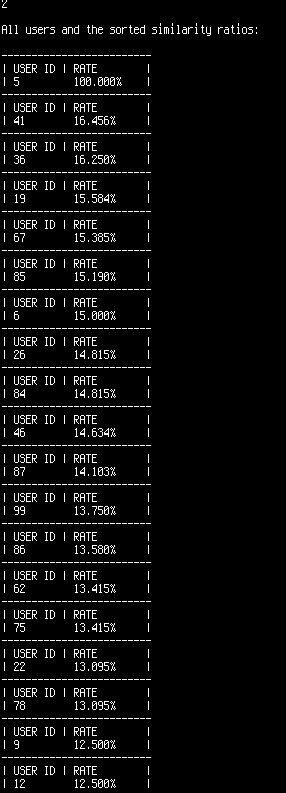 2
All users and the sorted similarity ratios:
-------------------------
| USER ID | RATE |
| 5 100.000% |
-------------------------
| USER ID | RATE |
| 41 16.456% |
-------------------------
| USER ID | RATE |
| 36 16.250% |
-------------------------
| USER ID | RATE |
| 19 15.584% |
-------------------------
| USER ID | RATE |
| 67 15.385% |
-------------------------
| USER ID | RATE |
| 85 15.190% |
-------------------------
| USER ID | RATE |
| 6 15.000% |
-------------------------
| USER ID | RATE |
| 26 14.815% |
-------------------------
| USER ID | RATE |
| 84 14.815% |
-------------------------
| USER ID | RATE |
| 46 14.634% |
-------------------------
| USER ID | RATE |
| 87 14.103% |
-------------------------
| USER ID | RATE |
| 99 13.750% |
-------------------------
| USER ID | RATE |
| 86 13.580% |
-------------------------
| USER ID | RATE |
| 62 13.415% |
-------------------------
| USER ID | RATE |
| 75 13.415% |
-------------------------
| USER ID | RATE |
| 22 13.095% |
-------------------------
| USER ID | RATE |
| 78 13.095% |
-------------------------
| USER ID | RATE |
| 9 12.500% |
-------------------------
| USER ID | RATE |
| 12 12.500% |